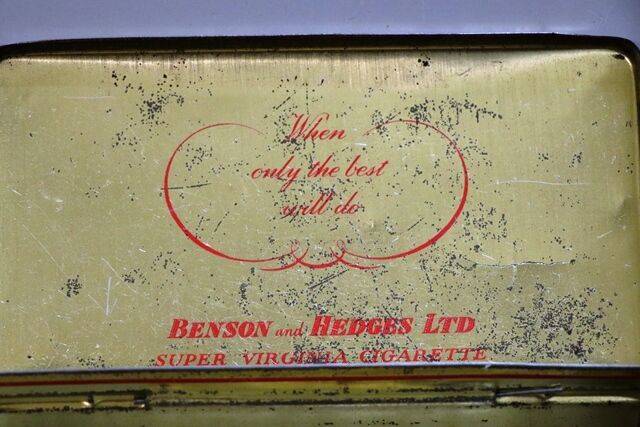 When
only the best
will do
BENSON and HEDGES LTD
SUPER VIRGINIA CIGARETTE